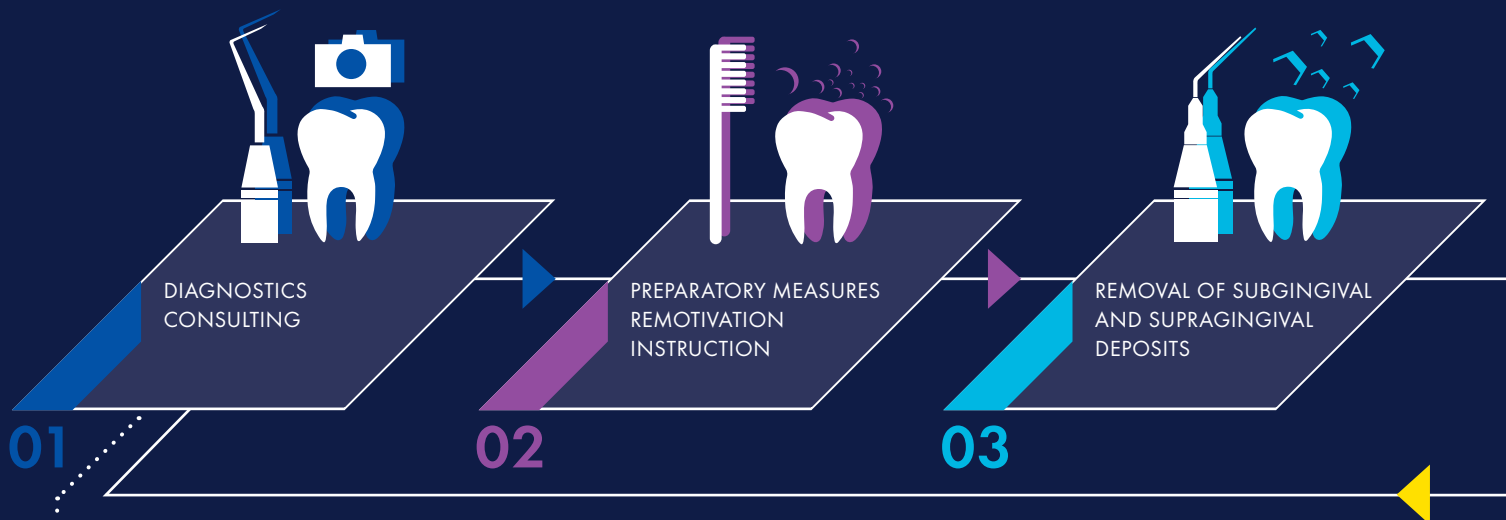 DIAGNOSTICS
CONSULTING
01
PREPARATORY MEASURES
REMOTIVATION
INSTRUCTION
02
REMOVAL OF SUBGINGIVAL
AND SUPRAGINGIVAL
DEPOSITS
03